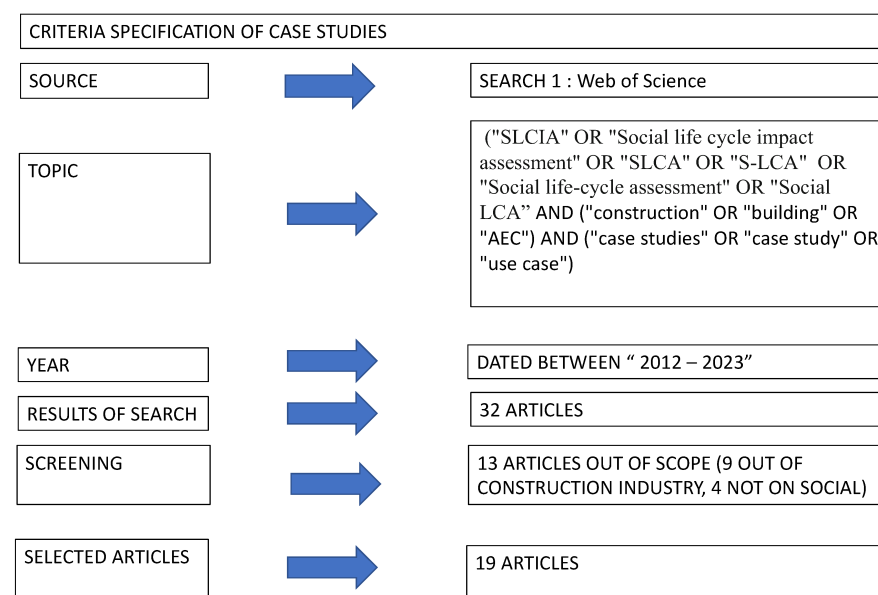 CRITERIA SPECIFICATION OF CASE STUDIES
SOURCE
SEARCH 1 : Web of Science
TOPIC
("SLCIA" OR "Social life cycle impact
assessment" OR "SLCA" OR "S-LCA" OR
"Social life-cycle assessment" OR "Social
LCA” AND ("construction" OR "building" OR
"AEC") AND ("case studies" OR "case study" OR
"use case")
YEAR
DATED BETWEEN “ 2012 – 2023”
RESULTS OF SEARCH
32 ARTICLES
SCREENING
13 ARTICLES OUT OF SCOPE (9 OUT OF
CONSTRUCTION INDUSTRY, 4 NOT ON SOCIAL)
SELECTED ARTICLES
19 ARTICLES